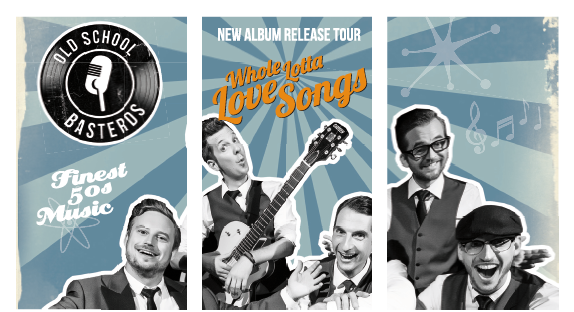 OLD SCHOOL
BASTERDS
Finest
50s
Music
NEW ALBUM RELEASE TOUR
Whole Lotta
Love Songs